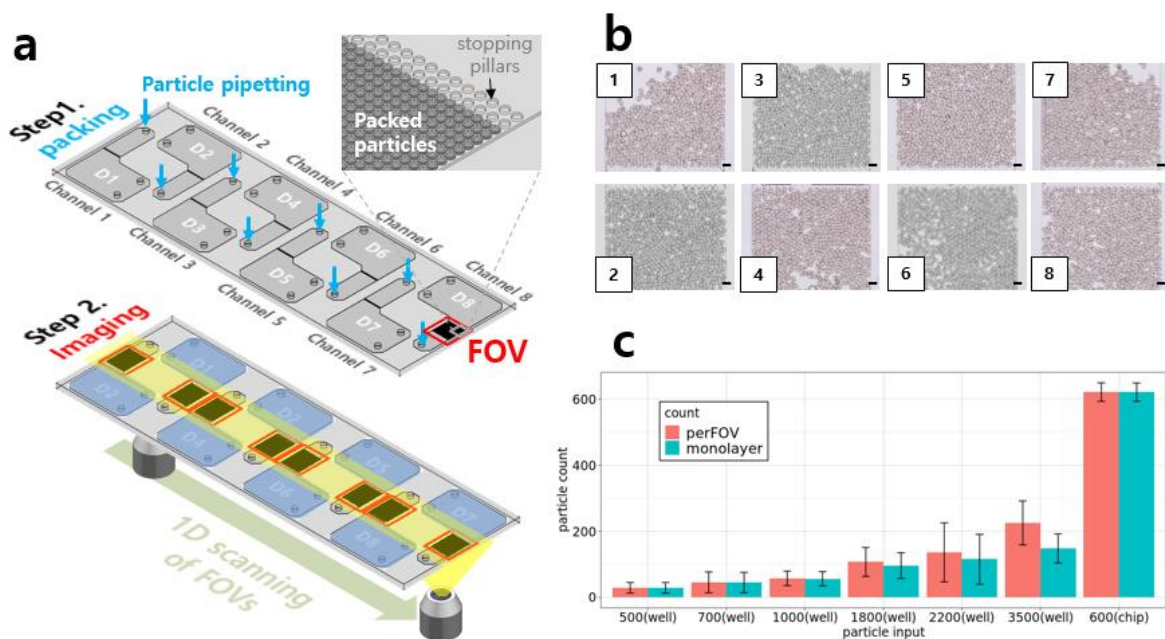 a
Step1.
packing
Particle pipetting
stopping
pillars
Packed
particles
Channel 2
Channel 4
Channel 6
Channel 8
D2
D4
D6
D8
D1
D3
D5
D7
Channel 1
Channel 3
Channel 5
Channel 7
FOV
Step 2.
Imaging
D1
D2
D2
D4
D5
D6
D7
D8
1D scanning
of FOVs
b
1
3
5
7
2
4
6
8
c
count
perFOV
monolayer
particle count
600
400
200
0
500(well)
700(well)
1000(well)
1800(well)
2200(well)
3500(well)
600(chip)
particle input